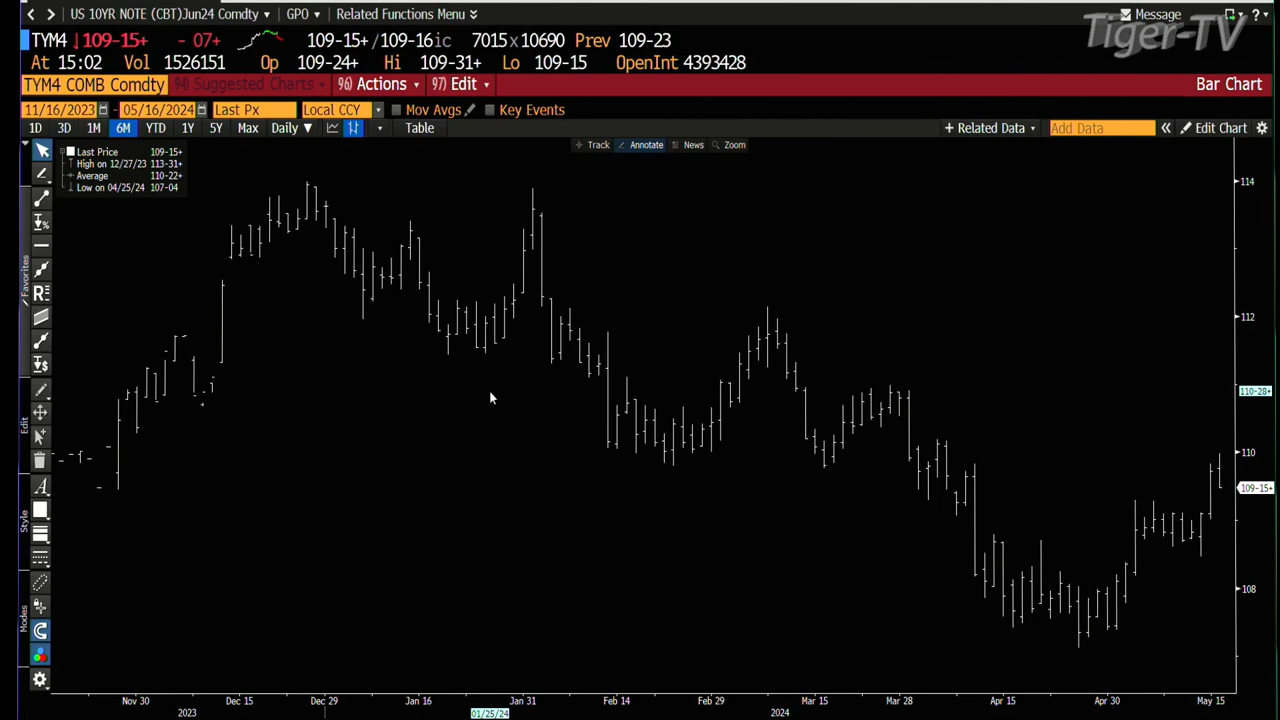 US 10YR NOTE (CBT)Jun24 Comdty GPO Related Functions Menu Message ?
Tiger-TV
TYM4 ↓109-15+ - 07+ 109-15+/109-16ic 7015x10690 Prev 109-23
At 15:02 Vol 1526151 Op 109-24+ Hi 109-31+ Lo 109-15 OpenInt 4393428
TYM4 COMB Comdty 94) Suggested Charts 96) Actions 97) Edit Bar Chart
11/16/2023 - 05/16/2024 Last Px Local CCY Mov Avgs Key Events
1D 3D 1M 6M YTD 1Y 5Y Max Daily ▼ Table + Related Data Add Data « Edit Chart
Track Annotate News Zoom
Last Price 109-15+
High on 12/27/23 113-31+
Average 110-22+
Low on 04/25/24 107-04
Favorites
Edit
Style
Modes
114
112
110-28+
110
109-15+
108
Nov 30 Dec 15 Dec 29 Jan 16 Jan 31 Feb 14 Feb 29 Mar 15 Mar 28 Apr 15 Apr 30 May 15
2023 01/25/24 2024